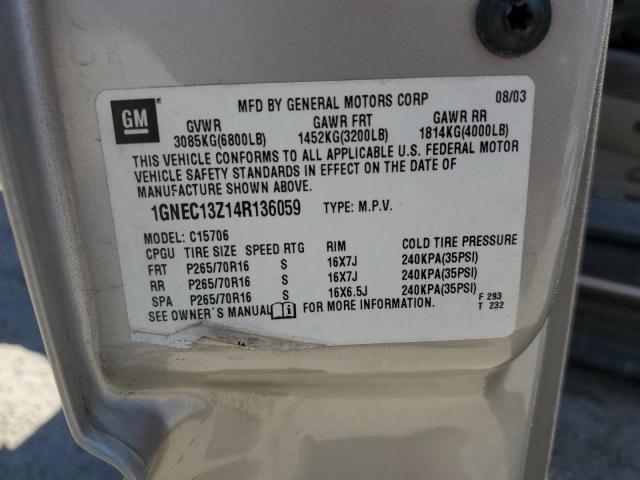 GM
MFD BY GENERAL MOTORS CORP 08/03
GVWR GAWR FRT GAWR RR
3085KG(6800LB) 1452KG(3200LB) 1814KG(4000LB)
THIS VEHICLE CONFORMS TO ALL APPLICABLE U.S. FEDERAL MOTOR
VEHICLE SAFETY STANDARDS IN EFFECT ON THE DATE OF
MANUFACTURE SHOWN ABOVE.
1GNEC13Z14R136059 TYPE: M.P.V.
MODEL: C15706
CPGU TIRE SIZE SPEED RTG RIM COLD TIRE PRESSURE
FRT P265/70R16 S 16X7J 240KPA(35PSI)
RR P265/70R16 S 16X7J 240KPA(35PSI)
SPA P265/70R16 S 16X6.5J 240KPA(35PSI)
SEE OWNER'S MANUAL i FOR MORE INFORMATION.
F 293
T 232